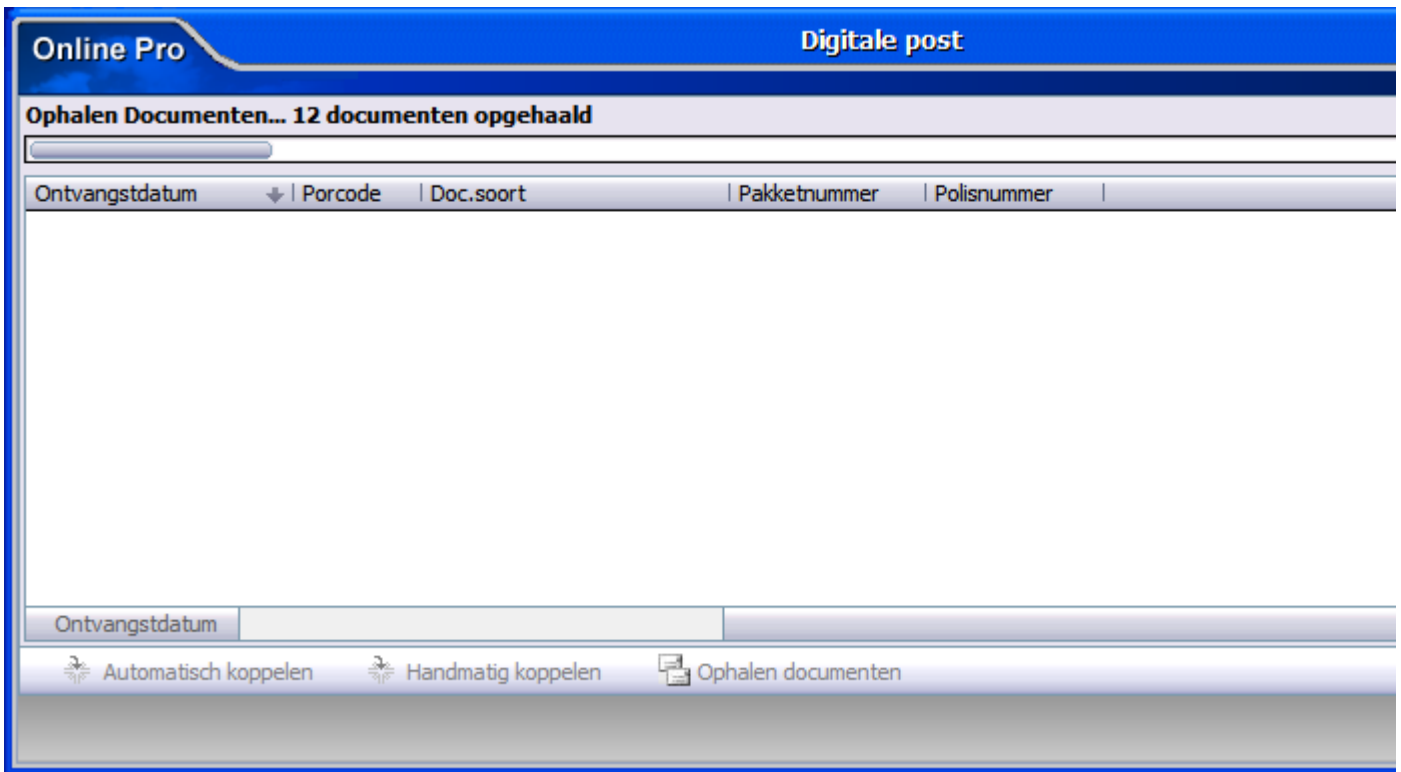 Online Pro
Digitale post
Ophalen Documenten... 12 documenten opgehaald
Ontvangstdatum Porcode Doc.soort Pakketnummer Polisnummer
Ontvangstdatum
Automatisch koppelen Handmatig koppelen Ophalen documenten